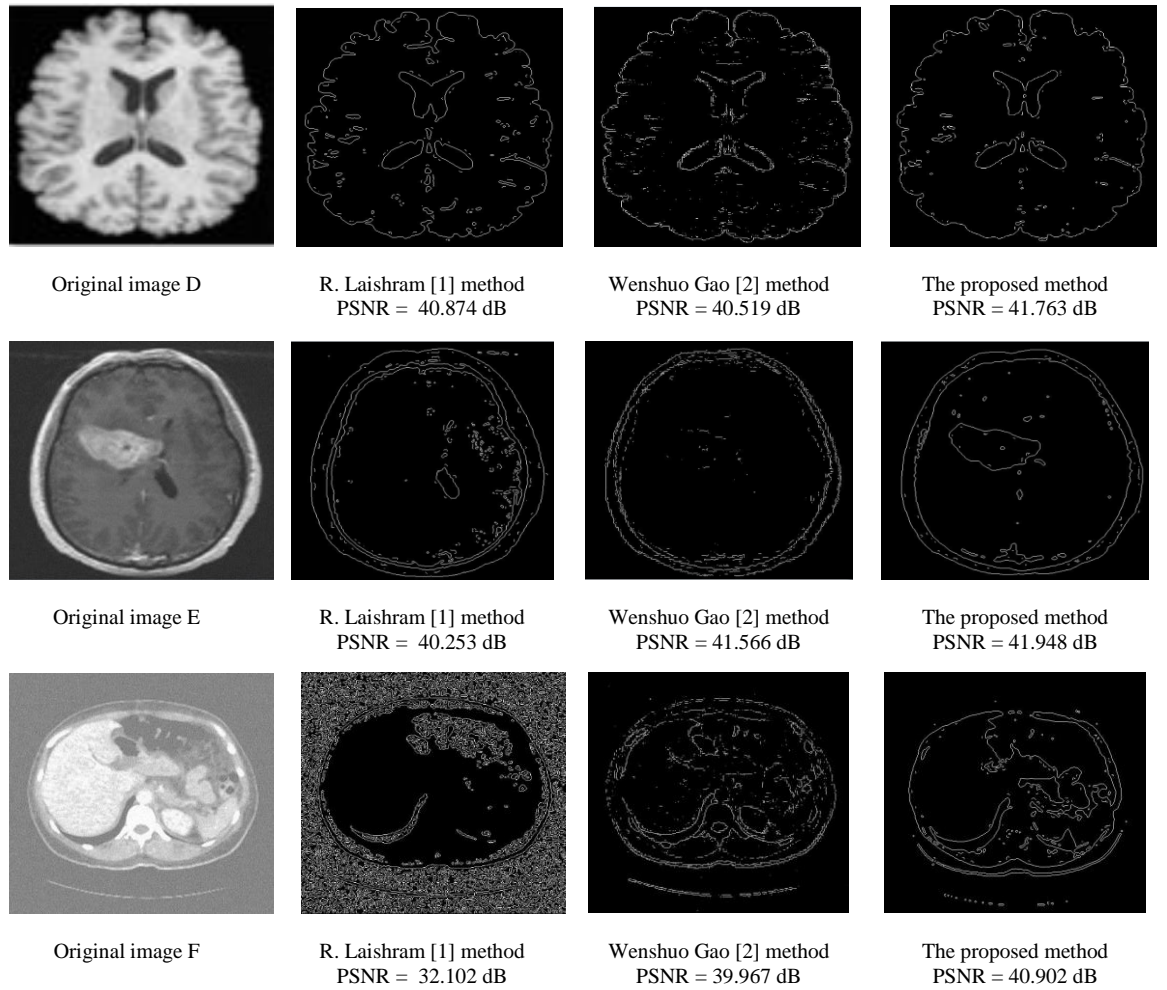 Original image D
R. Laishram [1] method
PSNR = 40.874 dB
Wenshuo Gao [2] method
PSNR = 40.519 dB
The proposed method
PSNR = 41.763 dB
Original image E
R. Laishram [1] method
PSNR = 40.253 dB
Wenshuo Gao [2] method
PSNR = 41.566 dB
The proposed method
PSNR = 41.948 dB
Original image F
R. Laishram [1] method
PSNR = 32.102 dB
Wenshuo Gao [2] method
PSNR = 39.967 dB
The proposed method
PSNR = 40.902 dB